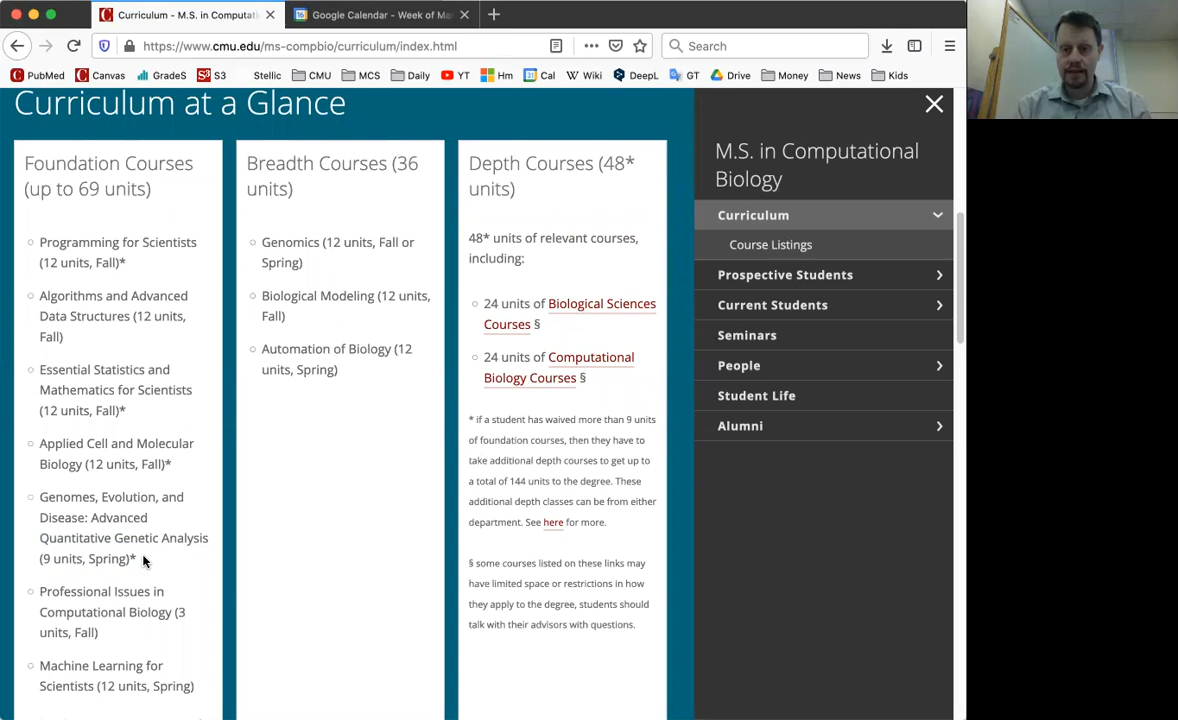 Curriculum - M.S. in Computati
Google Calendar - Week of Ma
https://www.cmu.edu/ms-compbio/curriculum/index.html
Search
PubMed
Canvas
GradeS
S3
Stellic
CMU
MCS
Daily
YT
Hm
Cal
Wiki
DeepL
GT
Drive
Money
News
Kids
Curriculum at a Glance
Foundation Courses
(up to 69 units)
Programming for Scientists
(12 units, Fall)*
Algorithms and Advanced
Data Structures (12 units,
Fall)
Essential Statistics and
Mathematics for Scientists
(12 units, Fall)*
Applied Cell and Molecular
Biology (12 units, Fall)*
Genomes, Evolution, and
Disease: Advanced
Quantitative Genetic Analysis
(9 units, Spring)*
Professional Issues in
Computational Biology (3
units, Fall)
Machine Learning for
Scientists (12 units, Spring)
Breadth Courses (36
units)
Genomics (12 units, Fall or
Spring)
Biological Modeling (12 units,
Fall)
Automation of Biology (12
units, Spring)
Depth Courses (48*
units)
48* units of relevant courses,
including:
24 units of Biological Sciences
Courses §
24 units of Computational
Biology Courses §
* if a student has waived more than 9 units
of foundation courses, then they have to
take additional depth courses to get up to
a total of 144 units to the degree. These
additional depth classes can be from either
department. See here for more.
§ some courses listed on these links may
have limited space or restrictions in how
they apply to the degree, students should
talk with their advisors with questions.
M.S. in Computational
Biology
Curriculum
Course Listings
Prospective Students
Current Students
Seminars
People
Student Life
Alumni